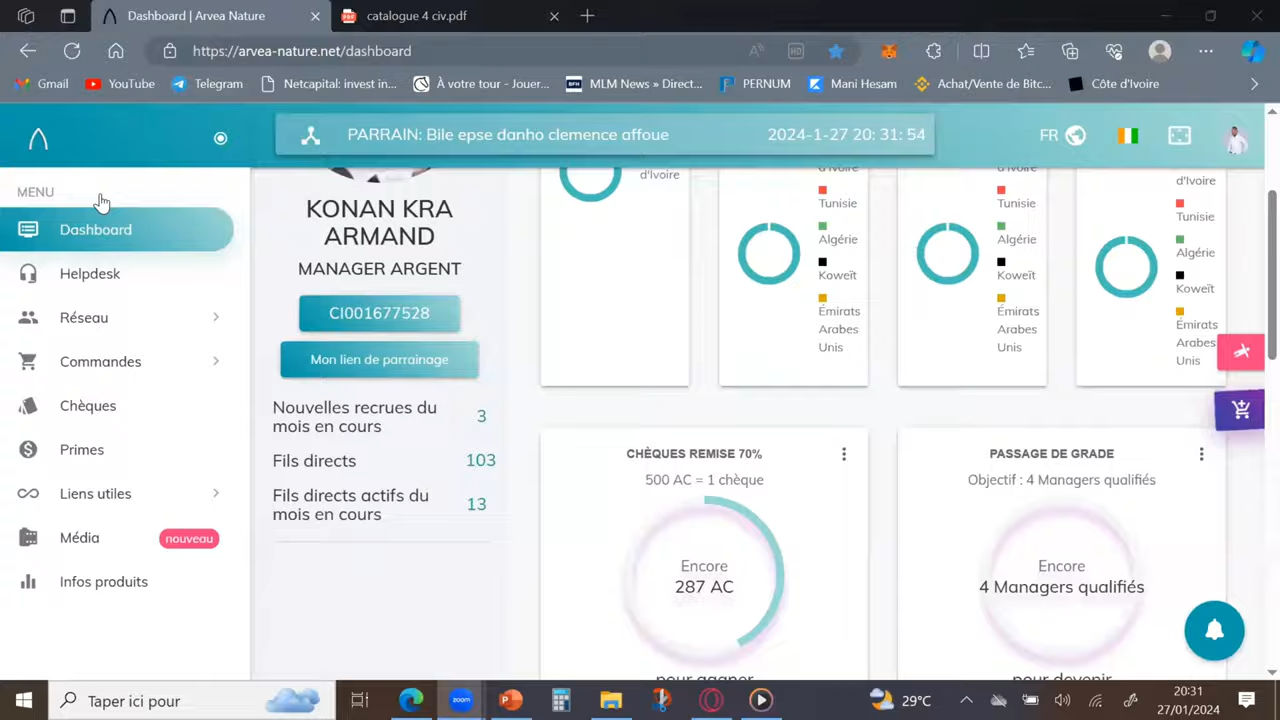 Dashboard | Arvea Nature
catalogue 4 civ.pdf
https://arvea-nature.net/dashboard
Gmail
YouTube
Telegram
Netcapital: invest in...
À votre tour - Jouer...
MLM News » Direct...
PERNUM
Mani Hesam
Achat/Vente de Bitc...
Côte d'Ivoire
PARRAIN: Bile epse danho clemence affoue
2024-1-27 20: 31: 54
FR
MENU
Dashboard
Helpdesk
Réseau
Commandes
Chèques
Primes
Liens utiles
Média
nouveau
Infos produits
KONAN KRA
ARMAND
MANAGER ARGENT
CI001677528
Mon lien de parrainage
Nouvelles recrues du
mois en cours
3
Fils directs
103
Fils directs actifs du
mois en cours
13
d'Ivoire
d'Ivoire
Tunisie
Algérie
Koweït
Émirats
Arabes
Unis
d'Ivoire
Tunisie
Algérie
Koweït
Émirats
Arabes
Unis
d'Ivoire
Tunisie
Algérie
Koweït
Émirats
Arabes
Unis
CHÈQUES REMISE 70%
500 AC = 1 chèque
Encore
287 AC
pour gagner
PASSAGE DE GRADE
Objectif : 4 Managers qualifiés
Encore
4 Managers qualifiés
pour devenir
Taper ici pour
29°C
20:31
27/01/2024